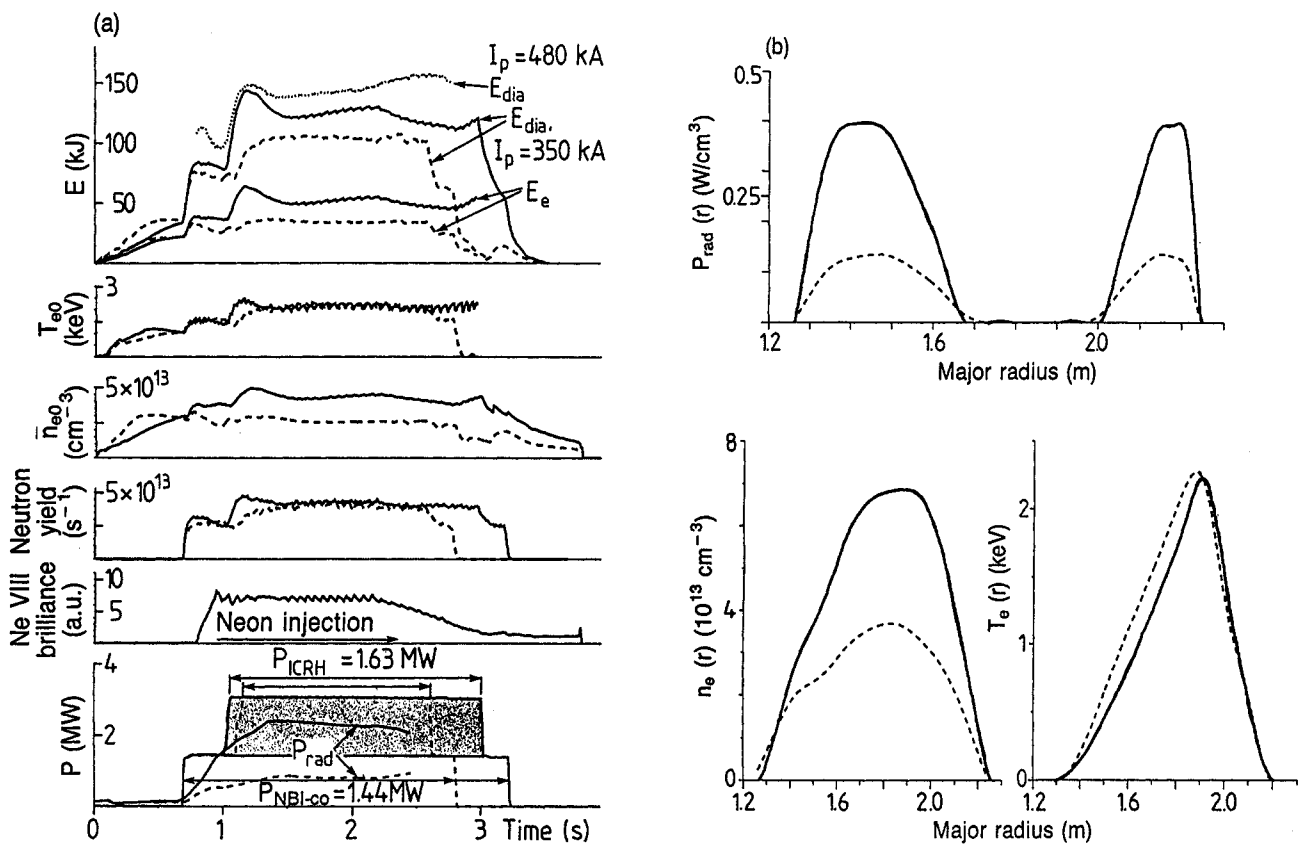 (a)
I_p = 480 kA
E_dia
E_dia,
I_p = 350 kA
E_e
E (kJ)
150
100
50
T_e0 (keV)
3
n̅_e0 (cm⁻³)
5×10¹³
Neutron yield (s⁻¹)
5×10¹³
Ne VIII brilliance (a.u.)
10
5
Neon injection
P_ICRH = 1.63 MW
P (MW)
4
2
0
P_rad
P_NBI-co = 1.44 MW
0 1 2 3 Time (s)
(b)
P_rad (r) (W/cm³)
0.5
0.25
0
1.2 1.6 2.0
Major radius (m)
n_e (r) (10¹³ cm⁻³)
8
4
0
1.2 1.6 2.0
T_e (r) (keV)
2
1
0
1.2 1.6 2.0
Major radius (m)